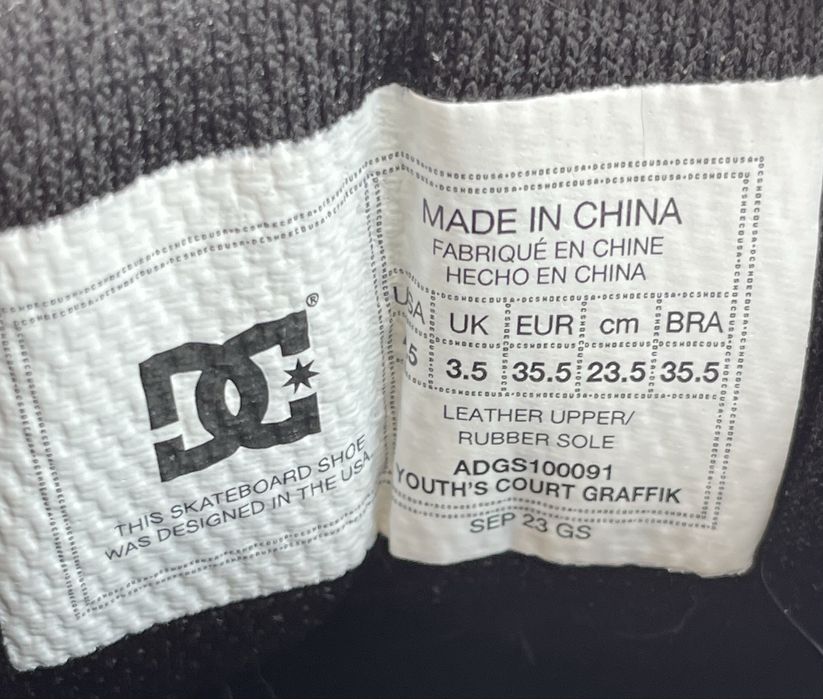 DC®
THIS SKATEBOARD SHOE
WAS DESIGNED IN THE USA.
MADE IN CHINA
FABRIQUÉ EN CHINE
HECHO EN CHINA
USA UK EUR cm BRA
3.5 35.5 23.5 35.5
LEATHER UPPER/
RUBBER SOLE
ADGS100091
YOUTH'S COURT GRAFFIK
SEP 23 GS